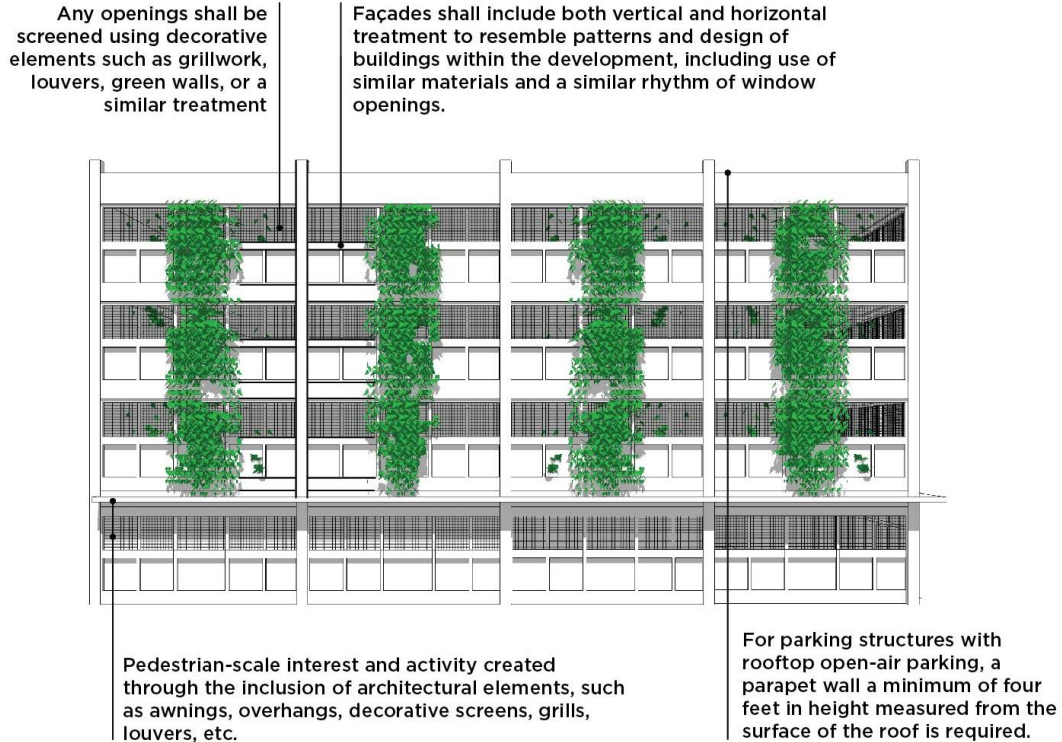 Any openings shall be
screened using decorative
elements such as grillwork,
louvers, green walls, or a
similar treatment
Façades shall include both vertical and horizontal
treatment to resemble patterns and design of
buildings within the development, including use of
similar materials and a similar rhythm of window
openings.
Pedestrian-scale interest and activity created
through the inclusion of architectural elements, such
as awnings, overhangs, decorative screens, grills,
louvers, etc.
For parking structures with
rooftop open-air parking, a
parapet wall a minimum of four
feet in height measured from the
surface of the roof is required.